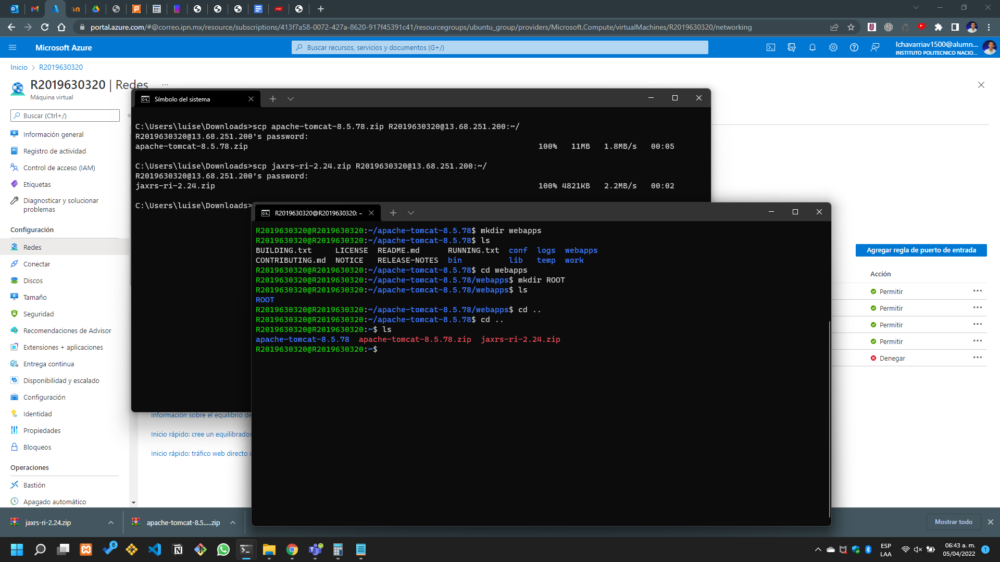 portal.azure.com/#@correo.ipn.mx/resource/subscriptions/413f7a58-0072-427a-8620-917f45391c41/resourcegroups/ubuntu_group/providers/Microsoft.Compute/virtualMachines/R2019630320/networking
Microsoft Azure
Buscar recursos, servicios y documentos (G+/)
lchavarriav1500@alumn...
INSTITUTO POLITECNICO NACIO...
Inicio > R2019630320
R2019630320 | Redes ...
Máquina virtual
Buscar (Ctrl+/)
Información general
Registro de actividad
Control de acceso (IAM)
Etiquetas
Diagnosticar y solucionar
problemas
Configuración
Redes
Conectar
Discos
Tamaño
Seguridad
Recomendaciones de Advisor
Extensiones + aplicaciones
Entrega continua
Disponibilidad y escalado
Configuración
Identidad
Propiedades
Bloqueos
Operaciones
Bastión
Apagado automático
Símbolo del sistema
C:\Users\luise\Downloads>scp apache-tomcat-8.5.78.zip R2019630320@13.68.251.200:~/
R2019630320@13.68.251.200's password:
apache-tomcat-8.5.78.zip 100% 11MB 1.8MB/s 00:05
C:\Users\luise\Downloads>scp jaxrs-ri-2.24.zip R2019630320@13.68.251.200:~/
R2019630320@13.68.251.200's password:
jaxrs-ri-2.24.zip 100% 4821KB 2.2MB/s 00:02
C:\Users\luise\Downloads>
R2019630320@R2019630320: ~
R2019630320@R2019630320:~/apache-tomcat-8.5.78$ mkdir webapps
R2019630320@R2019630320:~/apache-tomcat-8.5.78$ ls
BUILDING.txt LICENSE README.md RUNNING.txt conf logs webapps
CONTRIBUTING.md NOTICE RELEASE-NOTES bin lib temp work
R2019630320@R2019630320:~/apache-tomcat-8.5.78$ cd webapps
R2019630320@R2019630320:~/apache-tomcat-8.5.78/webapps$ mkdir ROOT
R2019630320@R2019630320:~/apache-tomcat-8.5.78/webapps$ ls
ROOT
R2019630320@R2019630320:~/apache-tomcat-8.5.78/webapps$ cd ..
R2019630320@R2019630320:~/apache-tomcat-8.5.78$ cd ..
R2019630320@R2019630320:~$ ls
apache-tomcat-8.5.78 apache-tomcat-8.5.78.zip jaxrs-ri-2.24.zip
R2019630320@R2019630320:~$
Agregar regla de puerto de entrada
Acción
Permitir
Permitir
Permitir
Permitir
Denegar
Información sobre el equilibrio de
Inicio rápido: cree un equilibrador
Inicio rápido: tráfico web directo
jaxrs-ri-2.24.zip
apache-tomcat-8.5.....zip
Mostrar todo
8
ESP
LAA
06:43 a. m.
05/04/2022
1